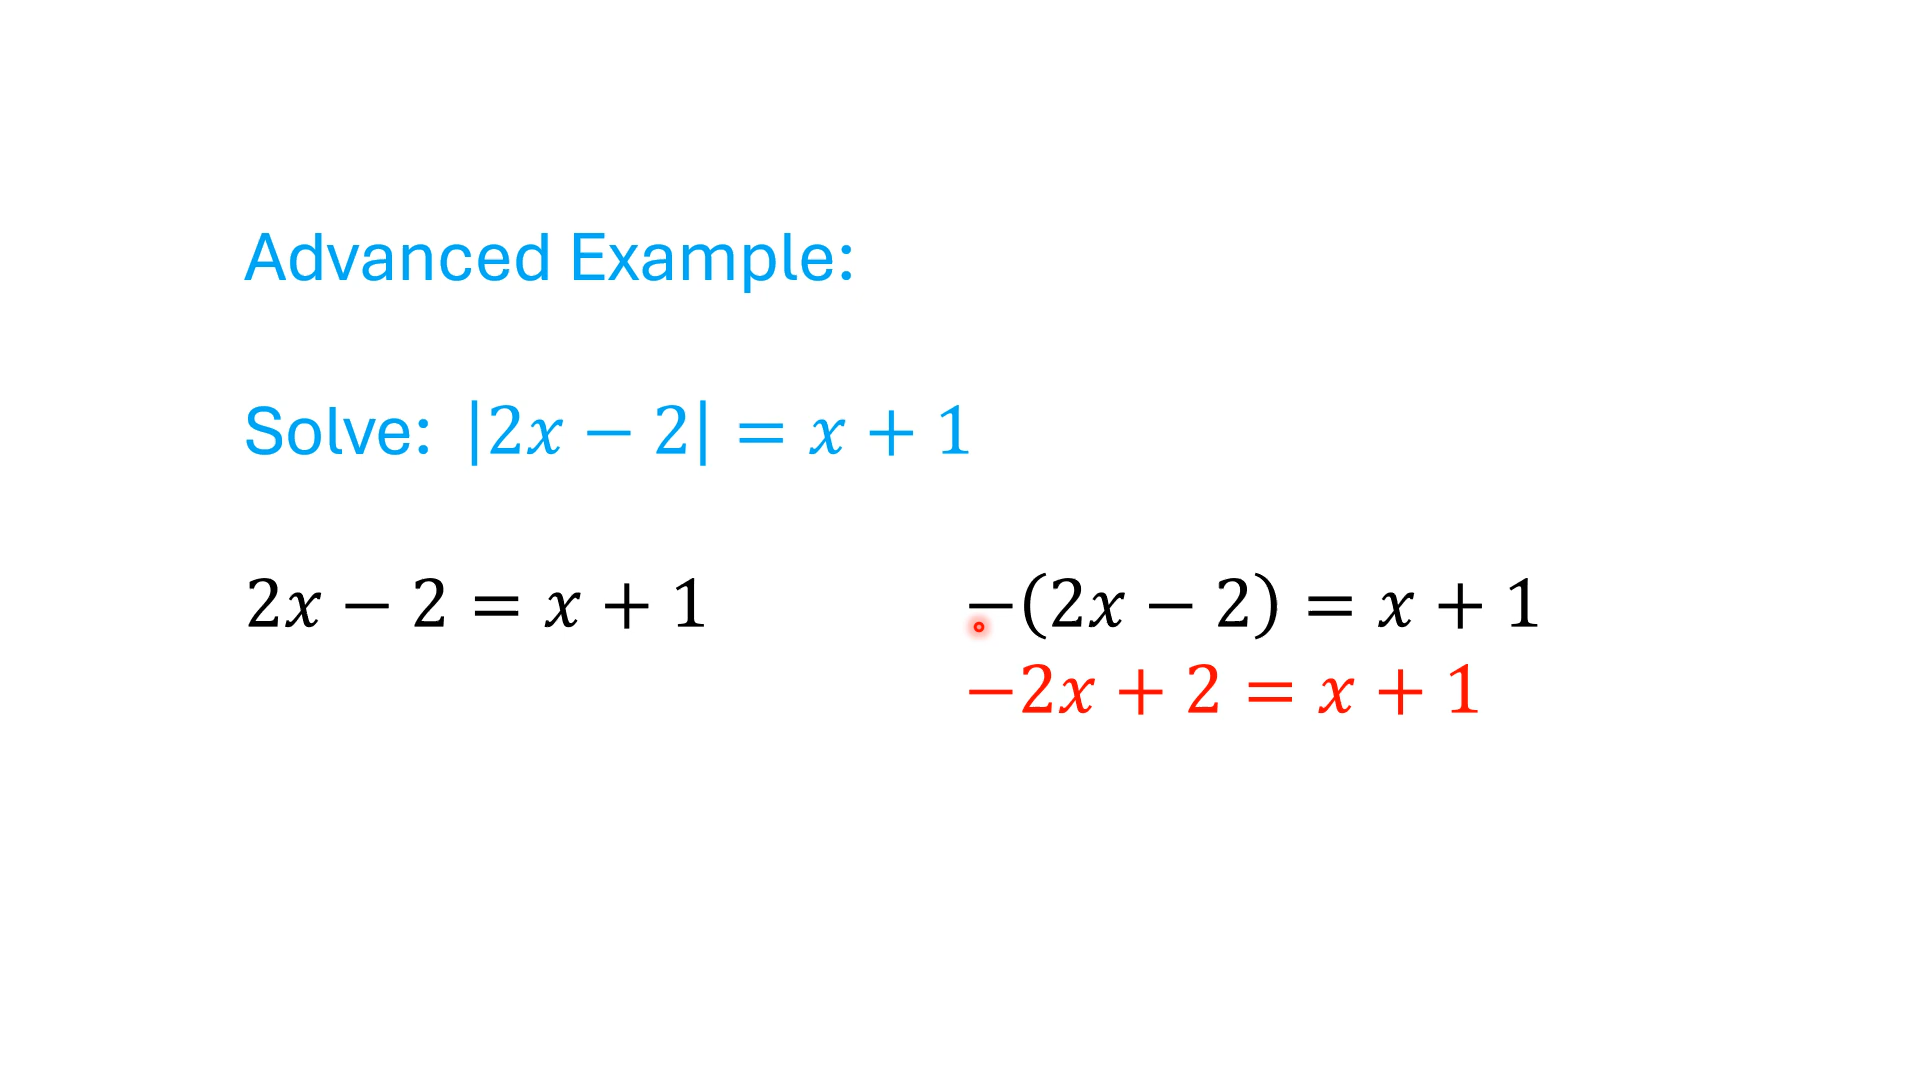 Advanced Example:
Solve: |2x − 2| = x + 1
2x − 2 = x + 1
−(2x − 2) = x + 1
−2x + 2 = x + 1